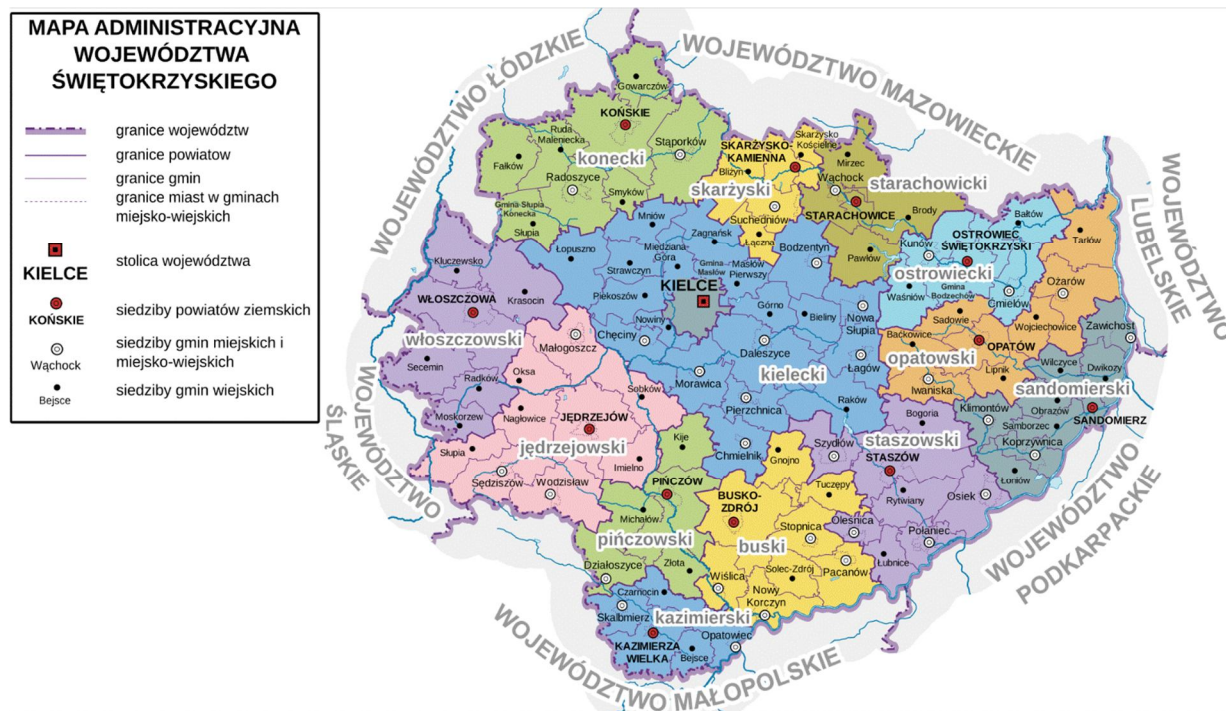 MAPA ADMINISTRACYJNA
WOJEWÓDZTWA
ŚWIĘTOKRZYSKIEGO
granice województw
granice powiatow
granice gmin
granice miast w gminach
miejsko-wiejskich
KIELCE
stolica województwa
KOŃSKIE
siedziby powiatów ziemskich
Wąchock
siedziby gmin miejskich i
miejsko-wiejskich
Bejsce
siedziby gmin wiejskich
WOJEWÓDZTWO ŁÓDZKIE
WOJEWÓDZTWO MAZOWIECKIE
WOJEWÓDZTWO
LUBELSKIE
WOJEWÓDZTWO
PODKARPACKIE
WOJEWÓDZTWO MAŁOPOLSKIE
WOJEWÓDZTWO
ŚLĄSKIE
Gowarczów
KOŃSKIE
Ruda
Maleniecka
konecki
Stąporków
Fałków
Radoszyce
Smyków
Gmina Słupia
Konecka
Słupia
SKARŻYSKO-
KAMIENNA
Skarżysko
Kościelne
Bliżyn
skarżyski
Suchedniów
Łączna
Mirzec
Wąchock
starachowicki
STARACHOWICE
Brody
Pawłów
Kunów
Bałtów
OSTROWIEC
ŚWIĘTOKRZYSKI
ostrowiecki
Waśniów
Gmina
Bodzechów
Ćmielów
Tarłów
Ożarów
Sadowie
Wojciechowice
Baćkowice
OPATÓW
opatowski
Lipnik
Iwaniska
Zawichost
Wilczyce
Dwikozy
sandomierski
Obrazów
SANDOMIERZ
Klimontów
Samborzec
Koprzywnica
Łoniów
Mniów
Zagnańsk
Bodzentyn
Łopuszno
Miedziana
Góra
Gmina
Masłów
Masłów
Pierwszy
Strawczyn
KIELCE
Piekoszów
Górno
Bieliny
Nowa
Słupia
Nowiny
Chęciny
Daleszyce
Łagów
Morawica
kielecki
Pierzchnica
Raków
Chmielnik
Kluczewsko
WŁOSZCZOWA
Krasocin
włoszczowski
Secemin
Radków
Moskorzew
Małogoszcz
Oksa
Sobków
Nagłowice
JĘDRZEJÓW
jędrzejowski
Słupia
Imielno
Sędziszów
Wodzisław
Kije
PIŃCZÓW
Michałów
pińczowski
Działoszyce
Złota
Gnojno
BUSKO-
ZDRÓJ
Tuczępy
Stopnica
buski
Solec-Zdrój
Pacanów
Wiślica
Nowy
Korczyn
Bogoria
Szydłów
staszowski
STASZÓW
Rytwiany
Osiek
Oleśnica
Połaniec
Łubnice
Czarnocin
Skalbmierz
kazimierski
KAZIMIERZA
WIELKA
Opatowiec
Bejsce